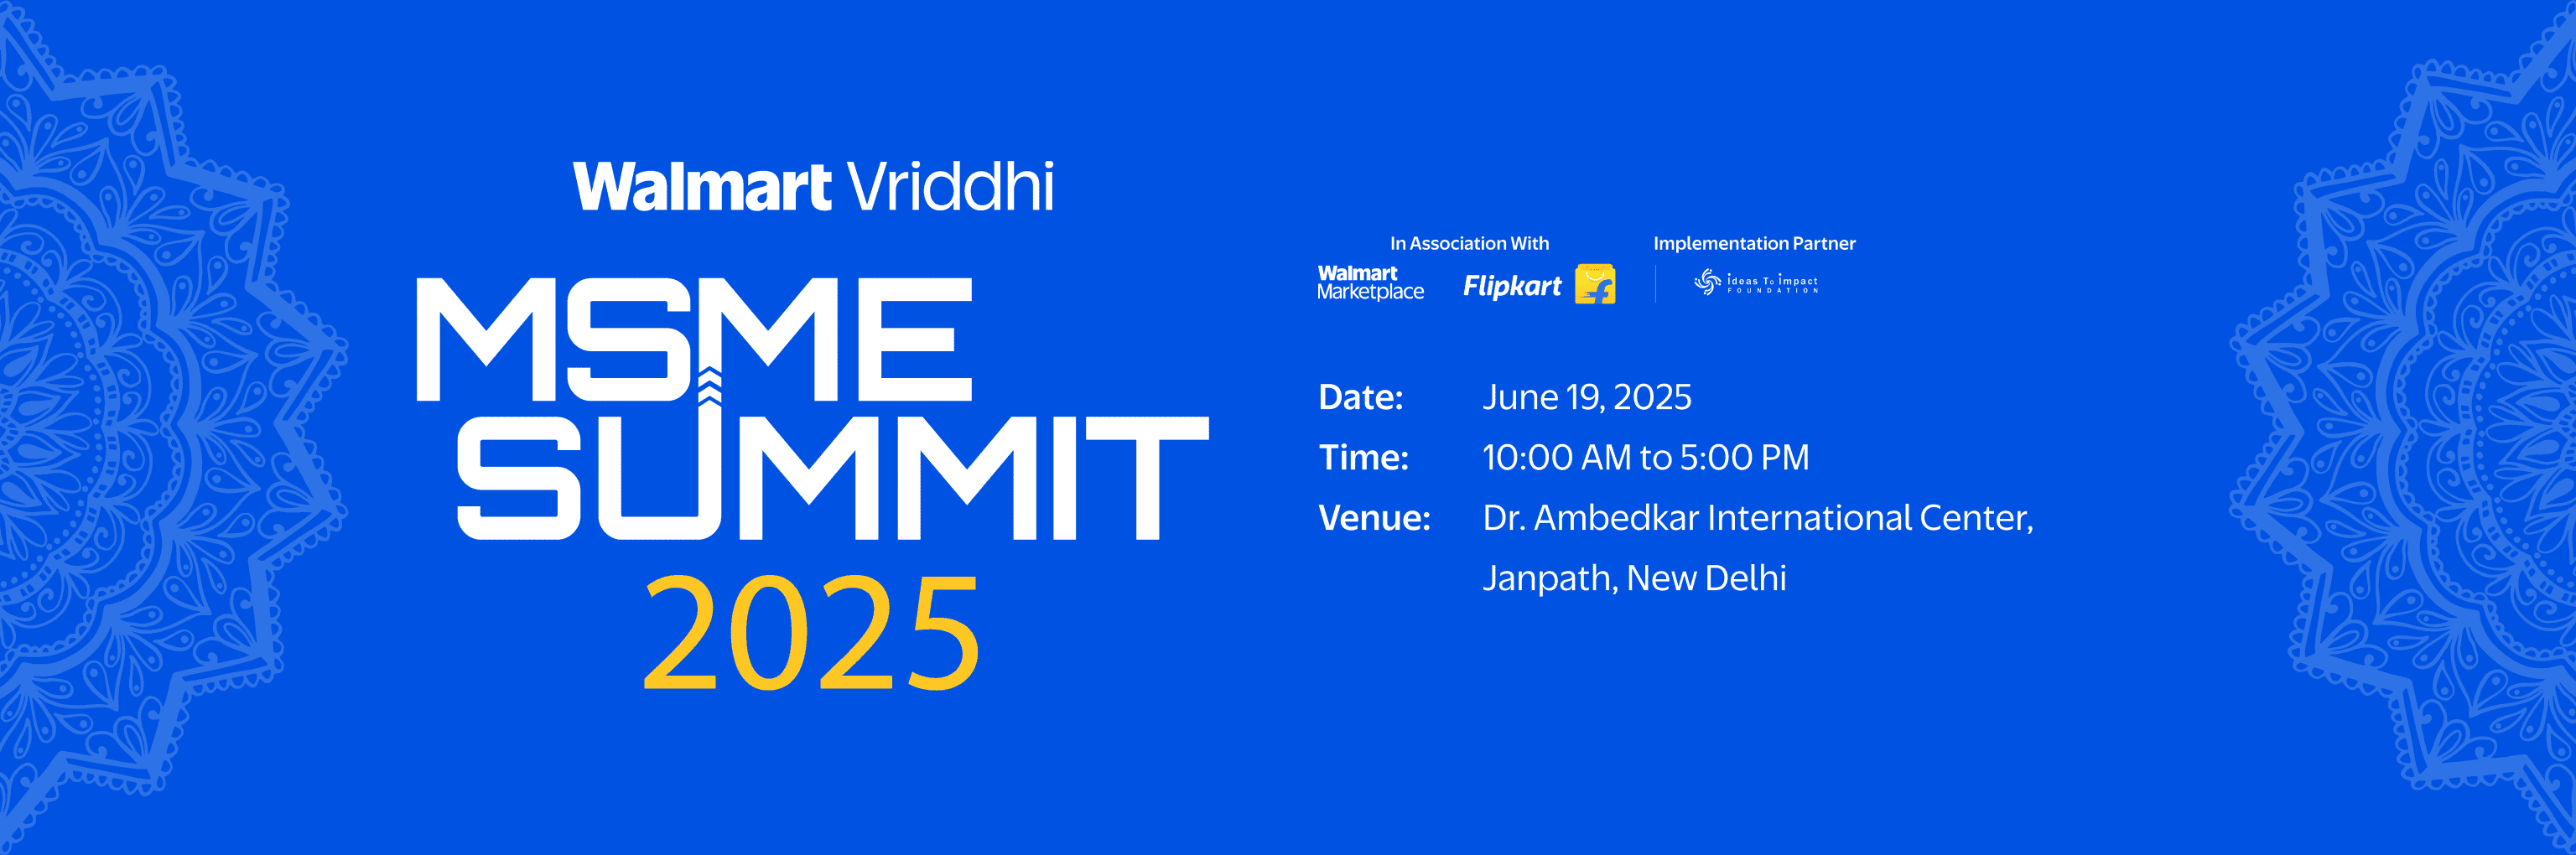 Walmart Vriddhi
MSME
SUMMIT
2025
In Association With
Walmart
Marketplace
Flipkart
Implementation Partner
ideas To impact
FOUNDATION
Date: June 19, 2025
Time: 10:00 AM to 5:00 PM
Venue: Dr. Ambedkar International Center,
Janpath, New Delhi